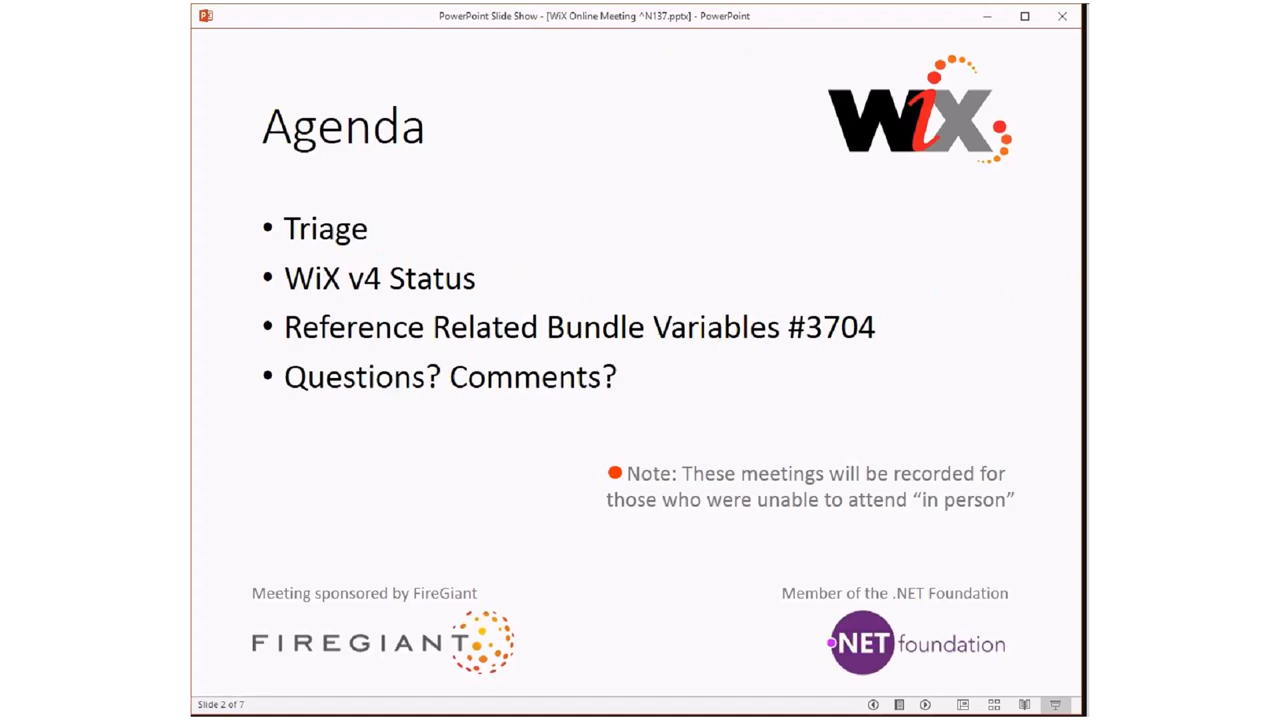 PowerPoint Slide Show - [WiX Online Meeting ^N137.pptx] - PowerPoint
WiX
Agenda
• Triage
• WiX v4 Status
• Reference Related Bundle Variables #3704
• Questions? Comments?
Note: These meetings will be recorded for
those who were unable to attend “in person”
Meeting sponsored by FireGiant
FIREGIANT
Member of the .NET Foundation
.NET foundation
Slide 2 of 7